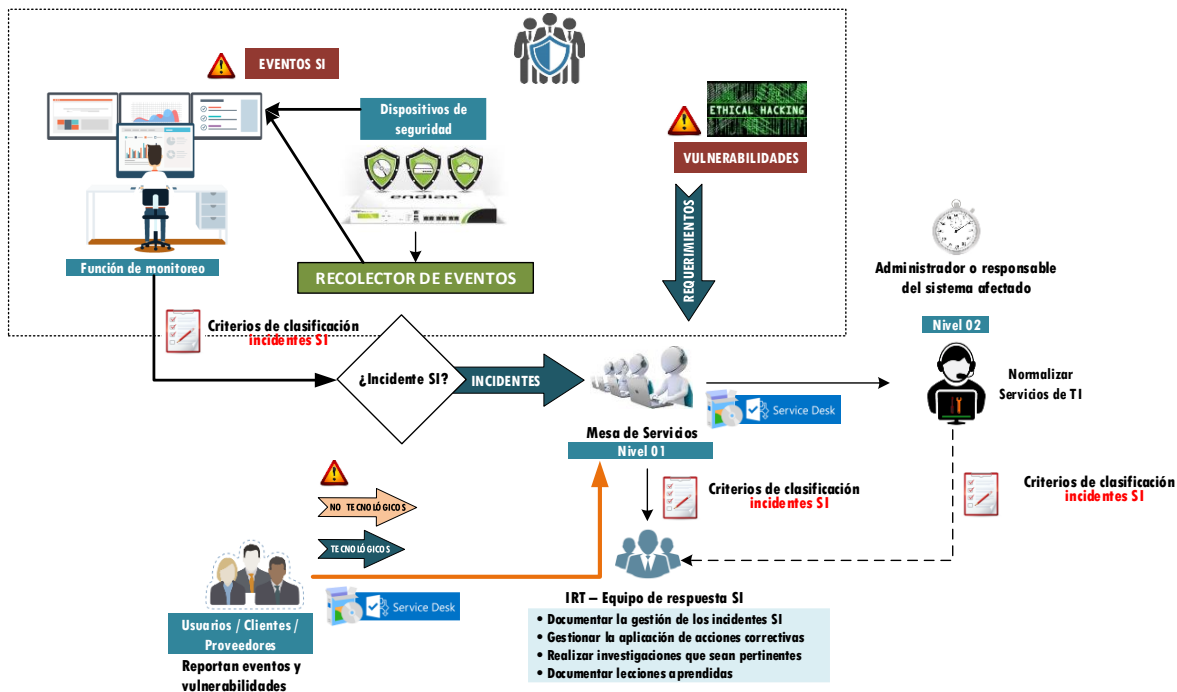 EVENTOS SI
Dispositivos de
seguridad
endian
ETHICAL HACKING
VULNERABILIDADES
REQUERIMIENTOS
Función de monitoreo
RECOLECTOR DE EVENTOS
Administrador o responsable
del sistema afectado
Nivel 02
Criterios de clasificación
incidentes SI
¿Incidente SI?
INCIDENTES
Normalizar
Servicios de TI
Service Desk
Mesa de Servicios
Nivel 01
Criterios de clasificación
incidentes SI
Criterios de clasificación
incidentes SI
NO TECNOLÓGICOS
TECNOLÓGICOS
Service Desk
Usuarios / Clientes /
Proveedores
Reportan eventos y
vulnerabilidades
IRT – Equipo de respuesta SI
• Documentar la gestión de los incidentes SI
• Gestionar la aplicación de acciones correctivas
• Realizar investigaciones que sean pertinentes
• Documentar lecciones aprendidas